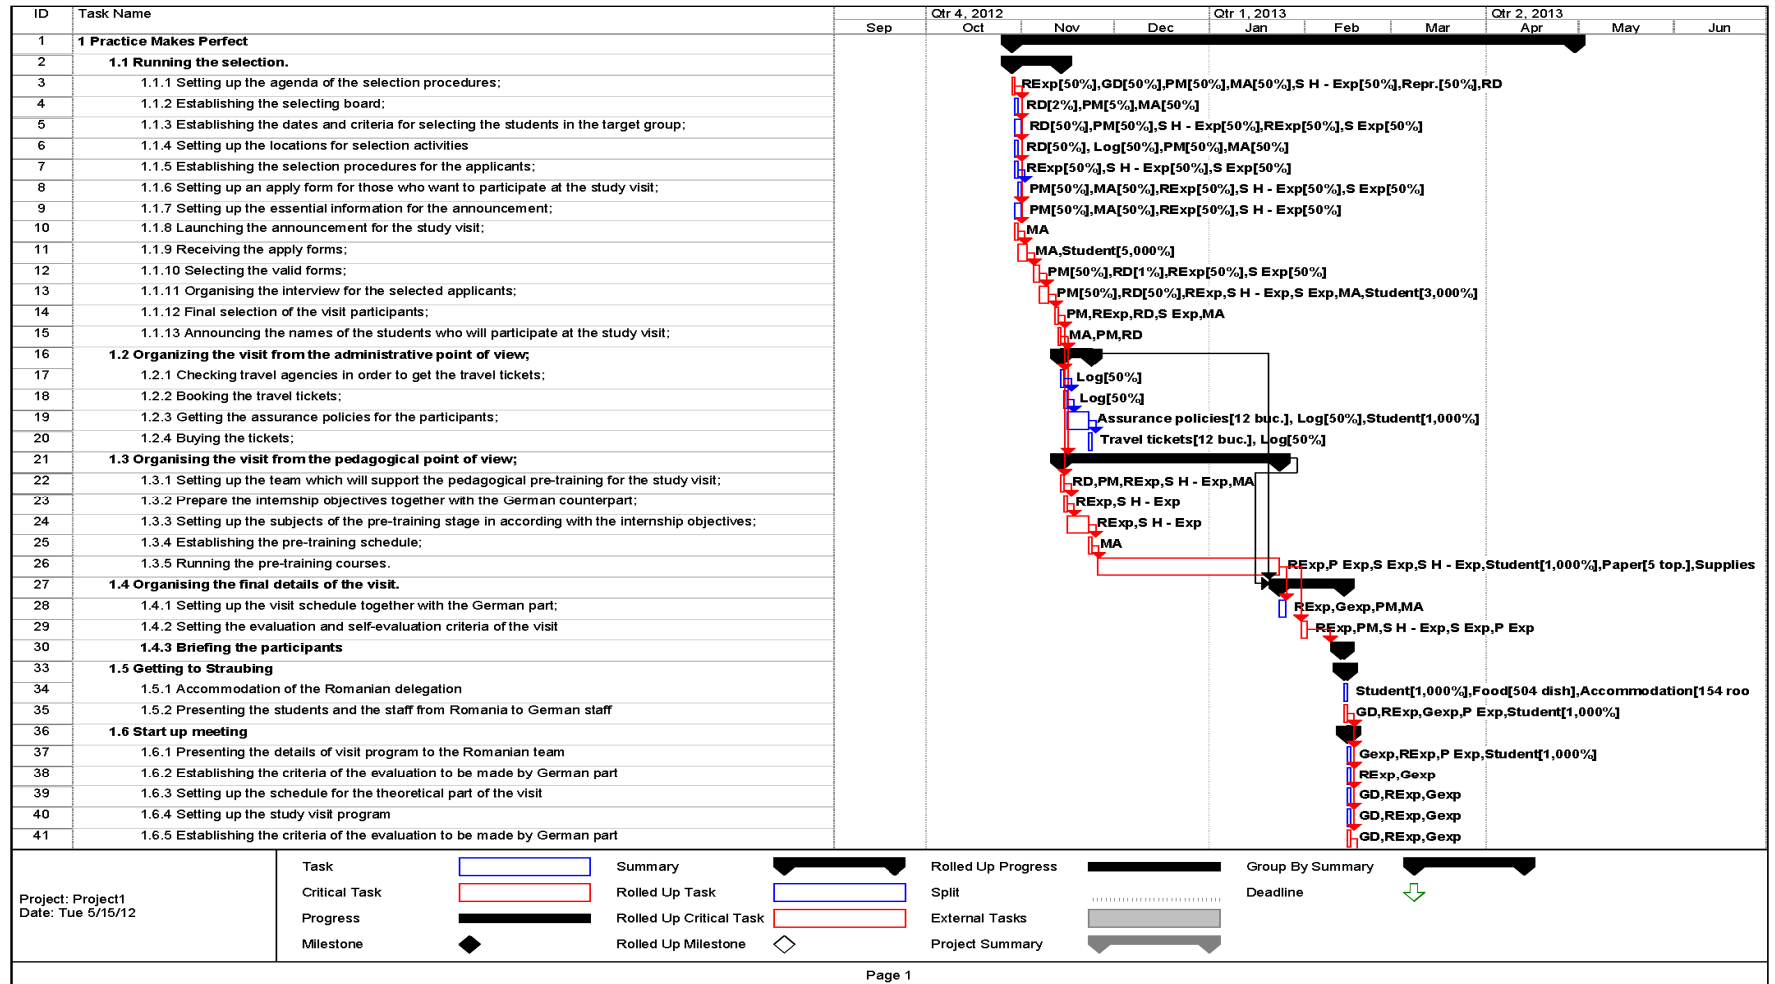 ID Task Name Qtr 4, 2012 Qtr 1, 2013 Qtr 2, 2013
Sep Oct Nov Dec Jan Feb Mar Apr May Jun
1 1 Practice Makes Perfect
2 1.1 Running the selection.
3 1.1.1 Setting up the agenda of the selection procedures; RExp[50%],GD[50%],PM[50%],MA[50%],S H - Exp[50%],Repr.[50%],RD
4 1.1.2 Establishing the selecting board; RD[2%],PM[5%],MA[50%]
5 1.1.3 Establishing the dates and criteria for selecting the students in the target group; RD[50%],PM[50%],S H - Exp[50%],RExp[50%],S Exp[50%]
6 1.1.4 Setting up the locations for selection activities RD[50%], Log[50%],PM[50%],MA[50%]
7 1.1.5 Establishing the selection procedures for the applicants; RExp[50%],S H - Exp[50%],S Exp[50%]
8 1.1.6 Setting up an apply form for those who want to participate at the study visit; PM[50%],MA[50%],RExp[50%],S H - Exp[50%],S Exp[50%]
9 1.1.7 Setting up the essential information for the announcement; PM[50%],MA[50%],RExp[50%],S H - Exp[50%]
10 1.1.8 Launching the announcement for the study visit; MA
11 1.1.9 Receiving the apply forms; MA,Student[5,000%]
12 1.1.10 Selecting the valid forms; PM[50%],RD[1%],RExp[50%],S Exp[50%]
13 1.1.11 Organising the interview for the selected applicants; PM[50%],RD[50%],RExp,S H - Exp,S Exp,MA,Student[3,000%]
14 1.1.12 Final selection of the visit participants; PM,RExp,RD,S Exp,MA
15 1.1.13 Announcing the names of the students who will participate at the study visit; MA,PM,RD
16 1.2 Organizing the visit from the administrative point of view;
17 1.2.1 Checking travel agencies in order to get the travel tickets; Log[50%]
18 1.2.2 Booking the travel tickets; Log[50%]
19 1.2.3 Getting the assurance policies for the participants; Assurance policies[12 buc.], Log[50%],Student[1,000%]
20 1.2.4 Buying the tickets; Travel tickets[12 buc.], Log[50%]
21 1.3 Organising the visit from the pedagogical point of view;
22 1.3.1 Setting up the team which will support the pedagogical pre-training for the study visit; RD,PM,RExp,S H - Exp,MA
23 1.3.2 Prepare the internship objectives together with the German counterpart; RExp,S H - Exp
24 1.3.3 Setting up the subjects of the pre-training stage in according with the internship objectives; RExp,S H - Exp
25 1.3.4 Establishing the pre-training schedule; MA
26 1.3.5 Running the pre-training courses. RExp,P Exp,S Exp,S H - Exp,Student[1,000%],Paper[5 top.],Supplies
27 1.4 Organising the final details of the visit.
28 1.4.1 Setting up the visit schedule together with the German part; RExp,Gexp,PM,MA
29 1.4.2 Setting the evaluation and self-evaluation criteria of the visit RExp,PM,S H - Exp,S Exp,P Exp
30 1.4.3 Briefing the participants
33 1.5 Getting to Straubing
34 1.5.1 Accommodation of the Romanian delegation Student[1,000%],Food[504 dish],Accommodation[154 roo
35 1.5.2 Presenting the students and the staff from Romania to German staff GD,RExp,Gexp,P Exp,Student[1,000%]
36 1.6 Start up meeting
37 1.6.1 Presenting the details of visit program to the Romanian team Gexp,RExp,P Exp,Student[1,000%]
38 1.6.2 Establishing the criteria of the evaluation to be made by German part RExp,Gexp
39 1.6.3 Setting up the schedule for the theoretical part of the visit GD,RExp,Gexp
40 1.6.4 Setting up the study visit program GD,RExp,Gexp
41 1.6.5 Establishing the criteria of the evaluation to be made by German part GD,RExp,Gexp
Project: Project1
Date: Tue 5/15/12
Task Summary Rolled Up Progress Group By Summary
Critical Task Rolled Up Task Split Deadline
Progress Rolled Up Critical Task External Tasks
Milestone Rolled Up Milestone Project Summary
Page 1